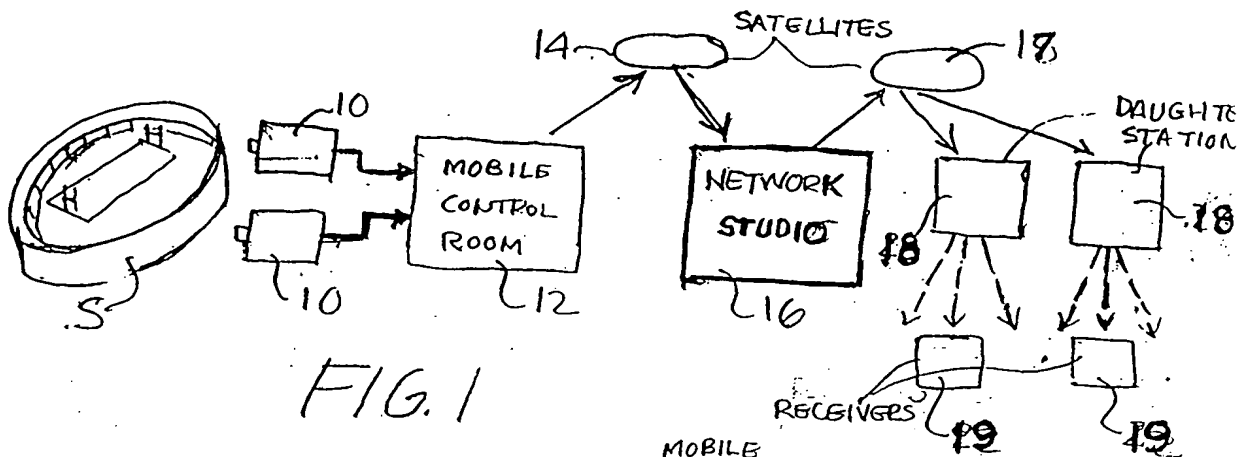 SATELLITES
14
18
10
DAUGHTE
STATION
MOBILE
CONTROL
ROOM
NETWORK
STUDIO
18
18
S
10
12
16
FIG. 1
RECEIVERS
19
19
MOBILE